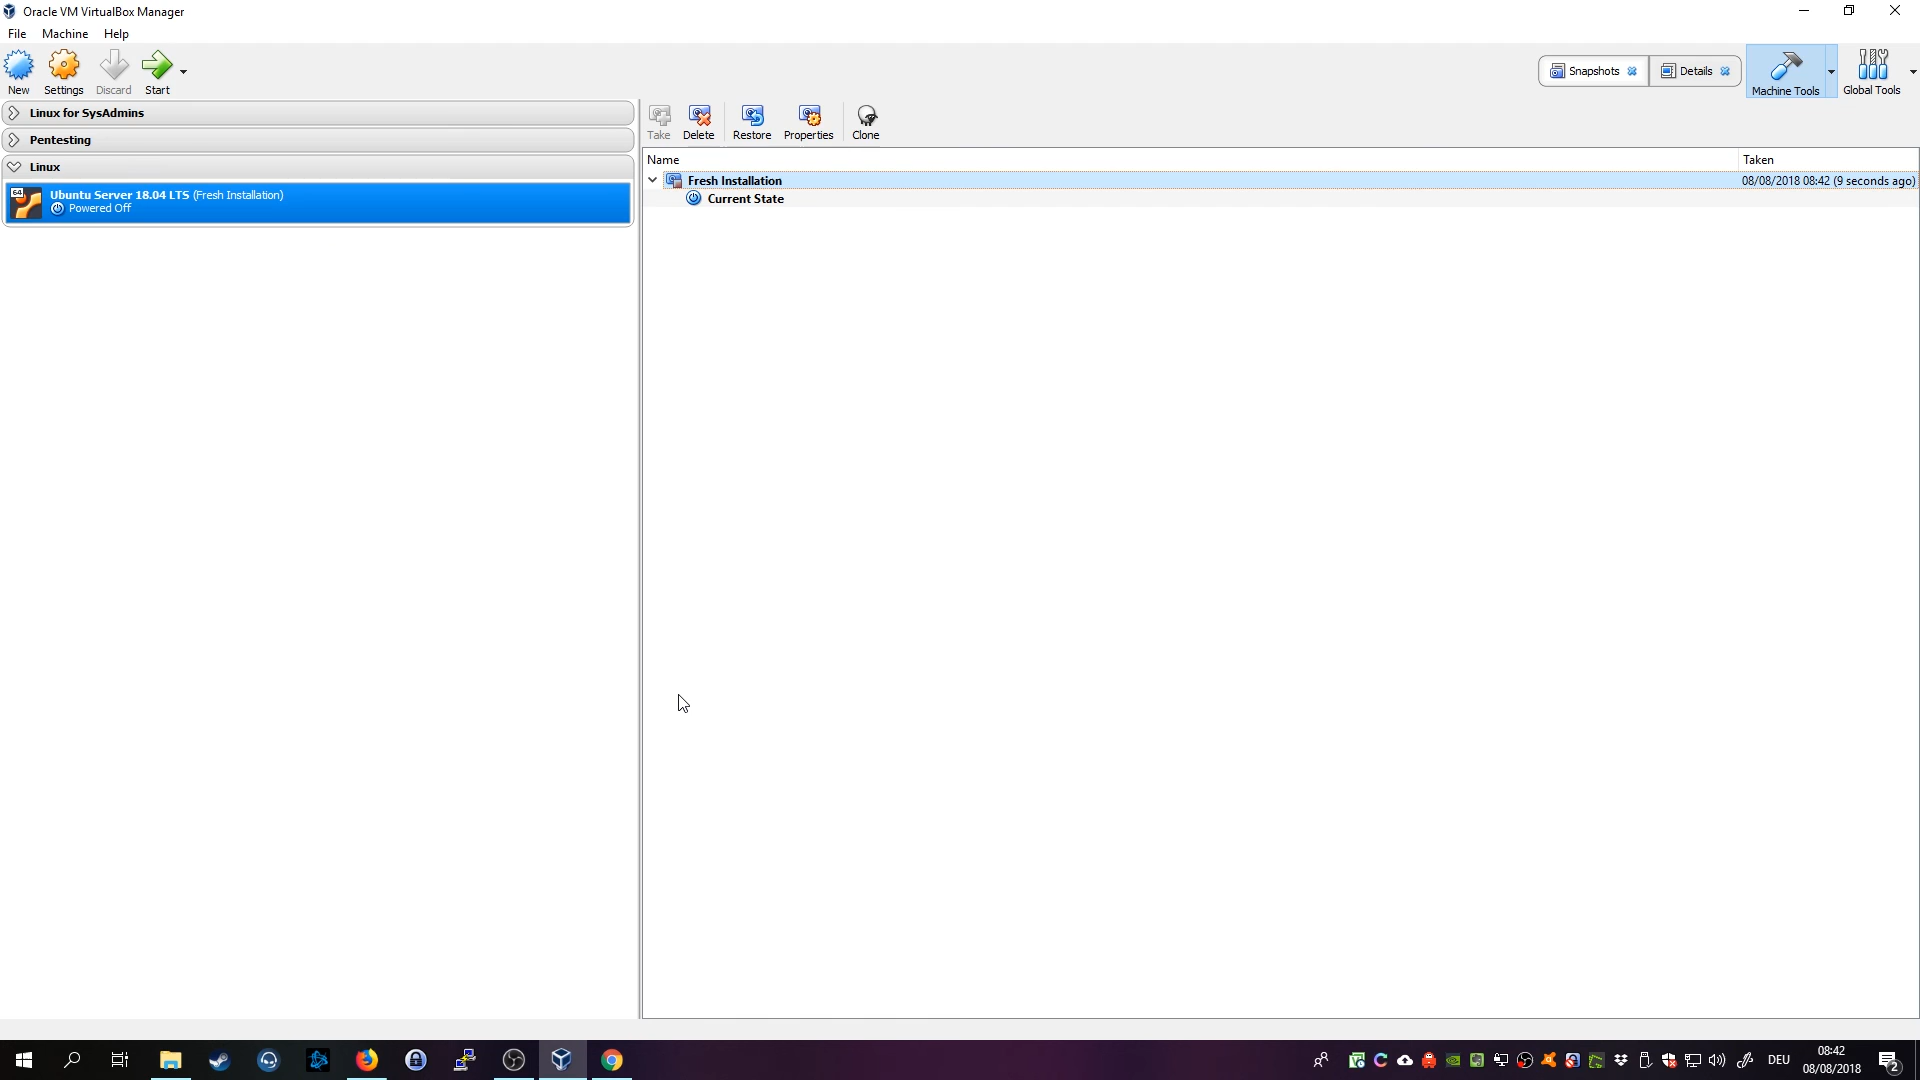 Oracle VM VirtualBox Manager
File Machine Help
New Settings Discard Start
Snapshots Details Machine Tools Global Tools
Linux for SysAdmins
Pentesting
Linux
64
Ubuntu Server 18.04 LTS (Fresh Installation)
Powered Off
Take Delete Restore Properties Clone
Name Taken
Fresh Installation 08/08/2018 08:42 (9 seconds ago)
Current State
DEU
08:42
08/08/2018
2